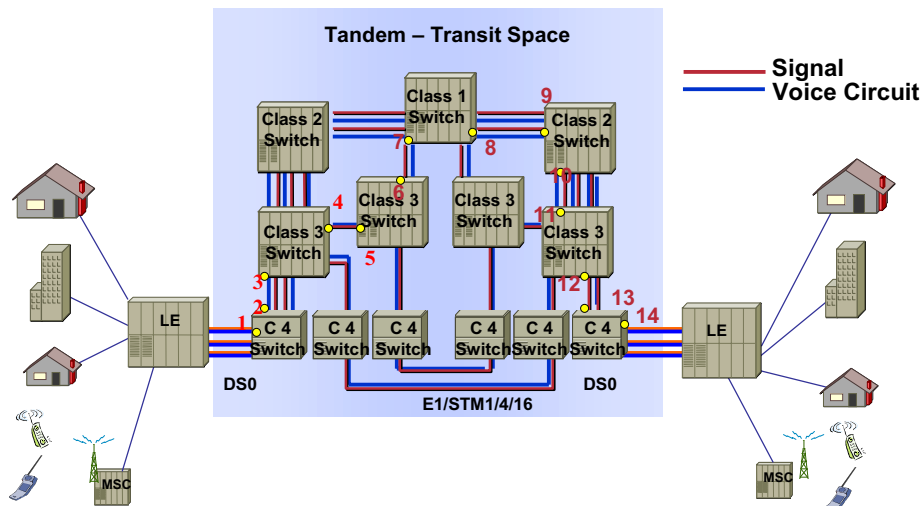 Tandem – Transit Space
Signal
Voice Circuit
Class 1
Switch
9
Class 2
Switch
Class 2
Switch
7
8
10
6
4
Class 3
Switch
Class 3
Switch
11
Class 3
Switch
Class 3
Switch
5
3
12
2
13
1
14
LE
C 4
Switch
C 4
Switch
C 4
Switch
C 4
Switch
C 4
Switch
C 4
Switch
LE
DS0
DS0
E1/STM1/4/16
MSC
MSC